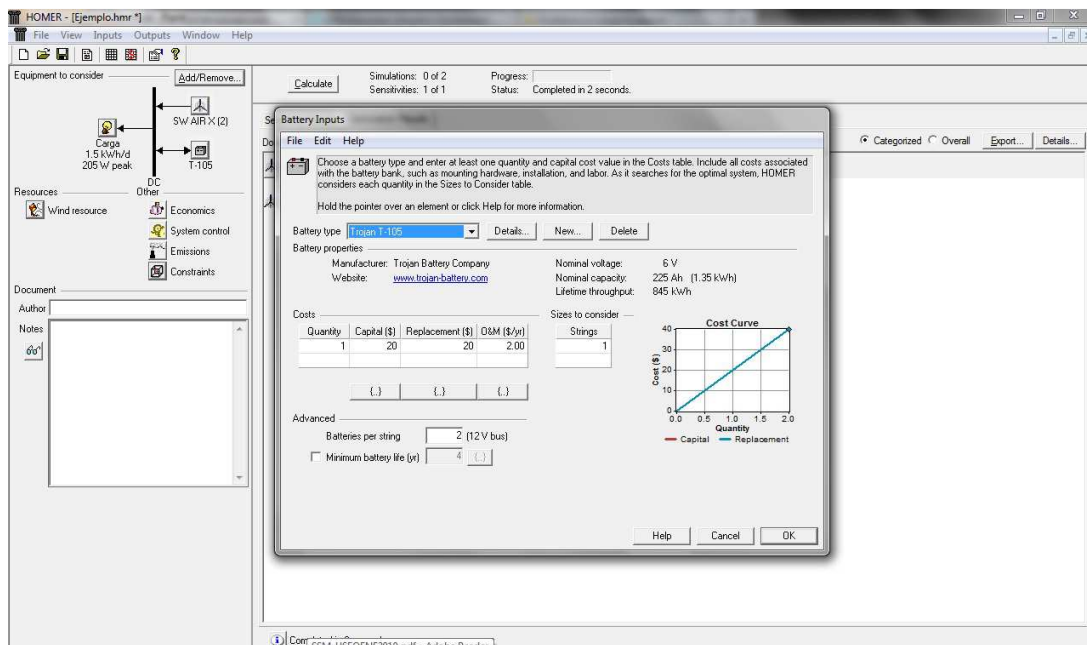 HOMER - [Ejemplo.hmr *]
File View Inputs Outputs Window Help
Equipment to consider Add/Remove...
SW AIR X (2)
Carga
1.5 kWh/d
205 W peak
T-105
DC
Resources Other
Wind resource Economics
System control
Emissions
Constraints
Document
Author
Notes
Calculate
Simulations: 0 of 2 Progress:
Sensitivities: 1 of 1 Status: Completed in 2 seconds.
Categorized Overall Export... Details...
Battery Inputs
File Edit Help
Choose a battery type and enter at least one quantity and capital cost value in the Costs table. Include all costs associated
with the battery bank, such as mounting hardware, installation, and labor. As it searches for the optimal system, HOMER
considers each quantity in the Sizes to Consider table.
Hold the pointer over an element or click Help for more information.
Battery type Trojan T-105 Details... New... Delete
Battery properties
Manufacturer: Trojan Battery Company
Website: www.trojan-battery.com
Nominal voltage: 6 V
Nominal capacity: 225 Ah (1.35 kWh)
Lifetime throughput: 845 kWh
Costs
Quantity Capital ($) Replacement ($) O&M ($/yr)
1 20 20 2.00
{..} {..} {..}
Sizes to consider
Strings
1
Cost Curve
Cost ($)
40
30
20
10
0
0.0 0.5 1.0 1.5 2.0
Quantity
Capital Replacement
Advanced
Batteries per string 2 (12 V bus)
Minimum battery life (yr) 4 {..}
Help Cancel OK